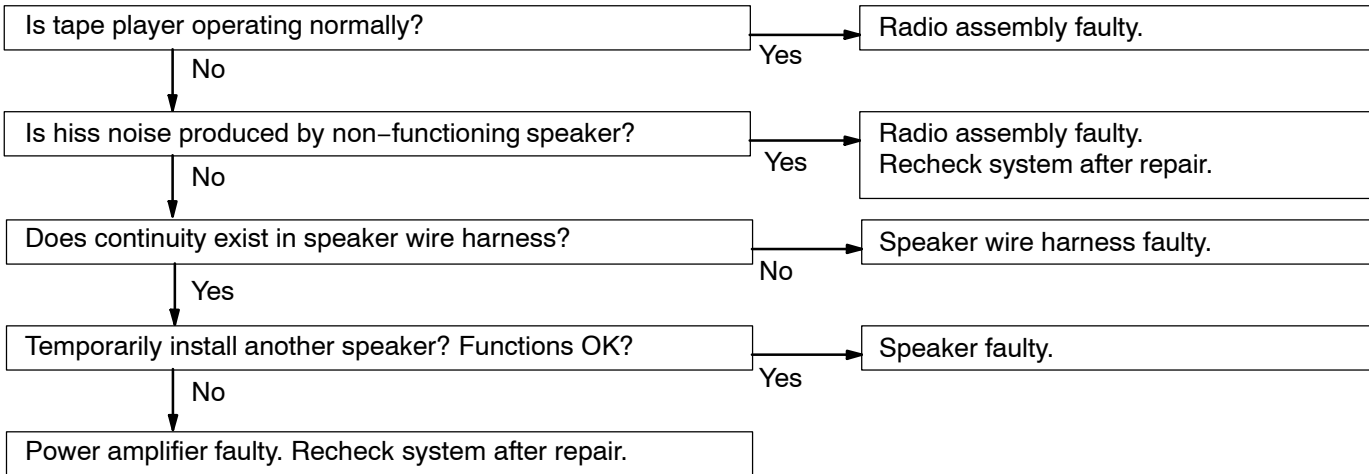 Is tape player operating normally?
Yes
Radio assembly faulty.
No
Is hiss noise produced by non−functioning speaker?
Yes
Radio assembly faulty.
Recheck system after repair.
No
Does continuity exist in speaker wire harness?
No
Speaker wire harness faulty.
Yes
Temporarily install another speaker? Functions OK?
Yes
Speaker faulty.
No
Power amplifier faulty. Recheck system after repair.